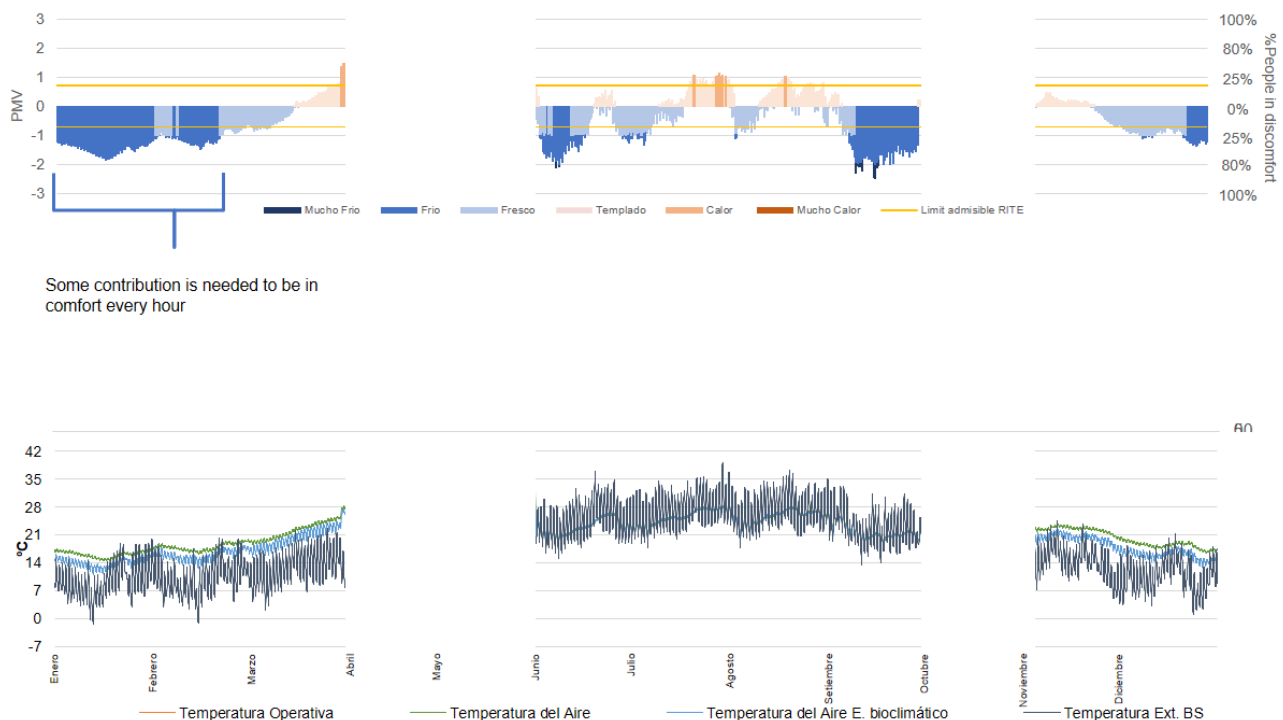 3
2
1
0
-1
-2
-3
PMV
100%
80%
25%
0%
25%
80%
100%
%People in discomfort
Mucho Frio
Frio
Fresco
Templado
Calor
Mucho Calor
Limit admisible RITE
Some contribution is needed to be in
comfort every hour
42
35
28
21
14
7
0
-7
ºC
Enero
Febrero
Marzo
Abril
Mayo
Junio
Julio
Agosto
Setiembre
Octubre
Noviembre
Diciembre
Temperatura Operativa
Temperatura del Aire
Temperatura del Aire E. bioclimático
Temperatura Ext. BS